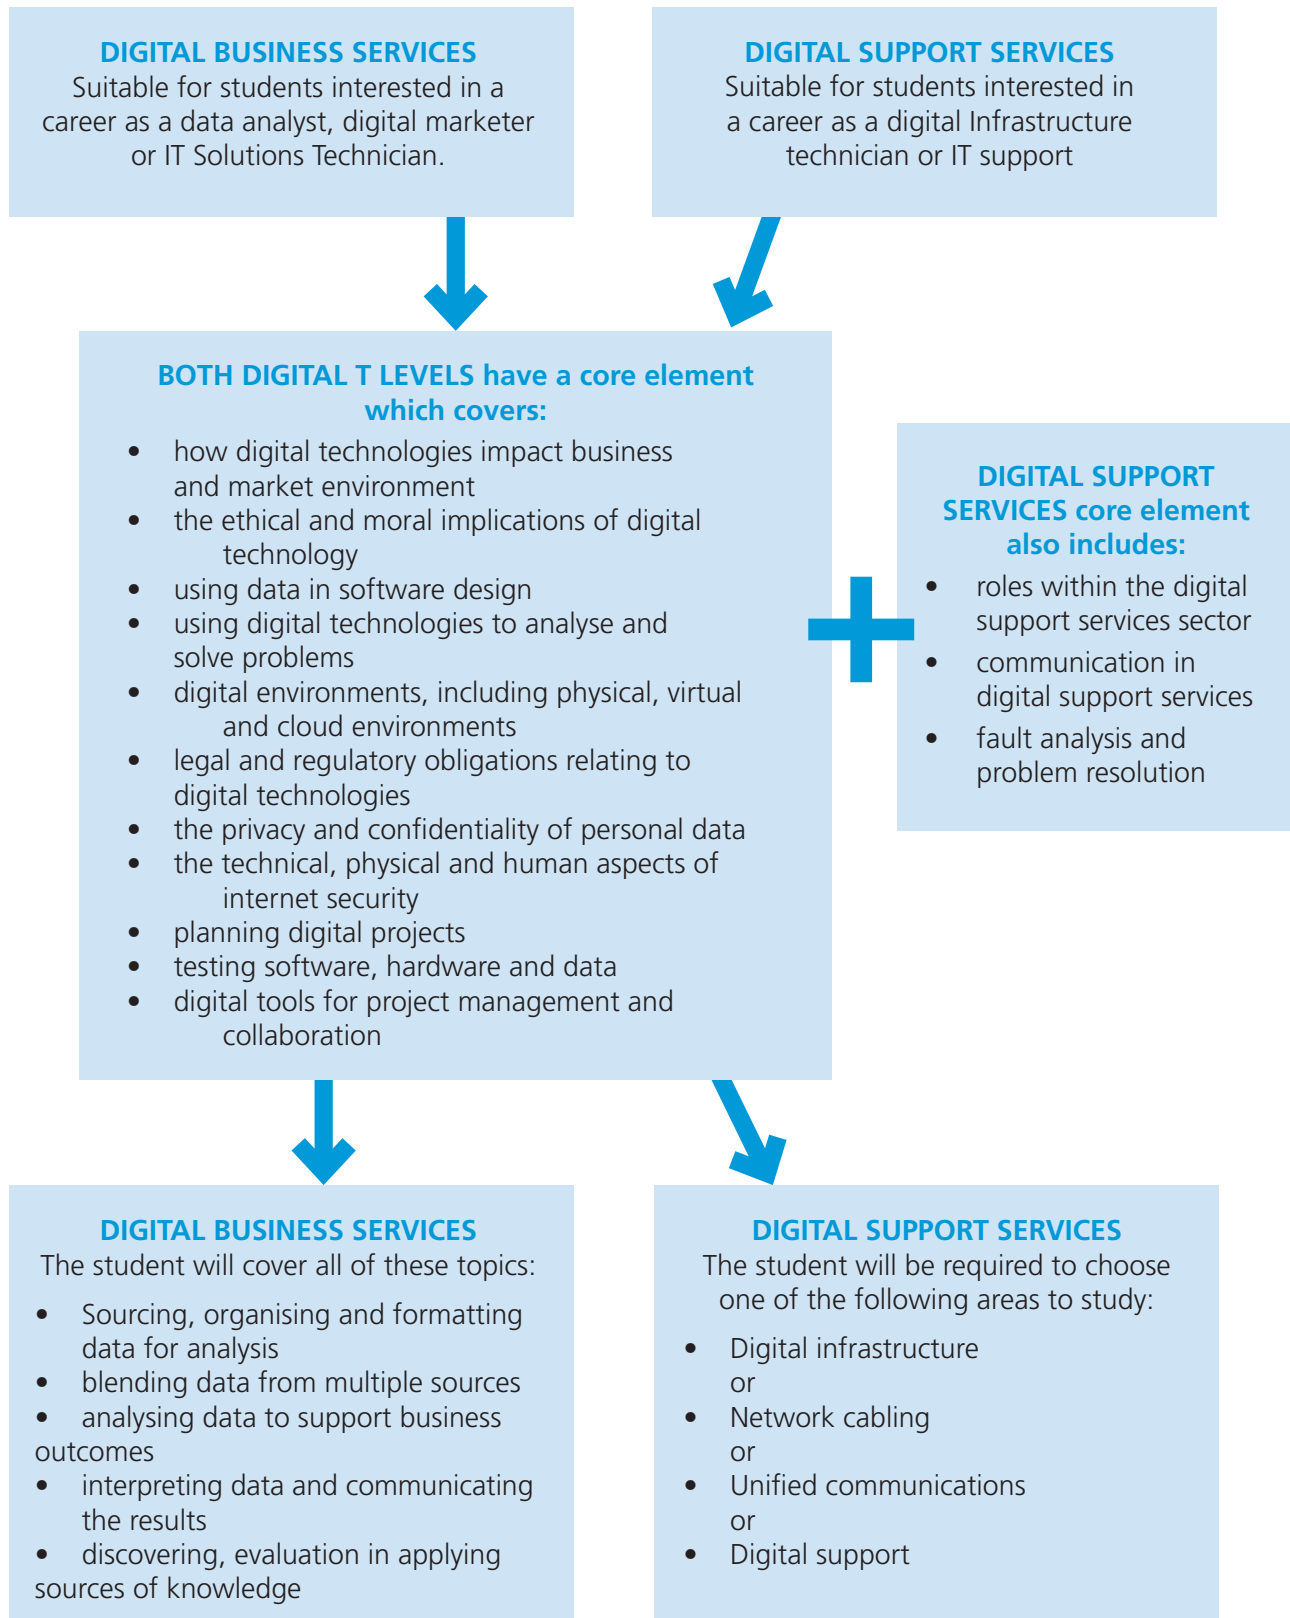 DIGITAL BUSINESS SERVICES
Suitable for students interested in a
career as a data analyst, digital marketer
or IT Solutions Technician.
DIGITAL SUPPORT SERVICES
Suitable for students interested in
a career as a digital Infrastructure
technician or IT support
BOTH DIGITAL T LEVELS have a core element
which covers:
• how digital technologies impact business
and market environment
• the ethical and moral implications of digital
technology
• using data in software design
• using digital technologies to analyse and
solve problems
• digital environments, including physical, virtual
and cloud environments
• legal and regulatory obligations relating to
digital technologies
• the privacy and confidentiality of personal data
• the technical, physical and human aspects of
internet security
• planning digital projects
• testing software, hardware and data
• digital tools for project management and
collaboration
DIGITAL SUPPORT
SERVICES core element
also includes:
• roles within the digital
support services sector
• communication in
digital support services
• fault analysis and
problem resolution
DIGITAL BUSINESS SERVICES
The student will cover all of these topics:
• Sourcing, organising and formatting
data for analysis
• blending data from multiple sources
• analysing data to support business
outcomes
• interpreting data and communicating
the results
• discovering, evaluation in applying
sources of knowledge
DIGITAL SUPPORT SERVICES
The student will be required to choose
one of the following areas to study:
• Digital infrastructure
or
• Network cabling
or
• Unified communications
or
• Digital support